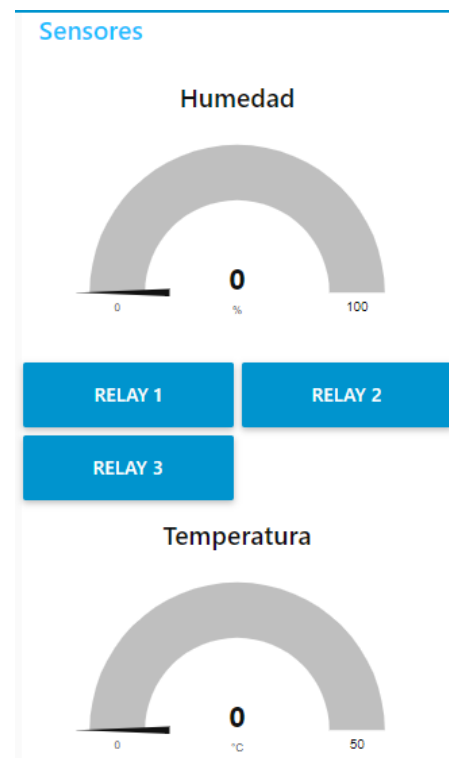 Sensores
Humedad
0
0 % 100
RELAY 1 RELAY 2
RELAY 3
Temperatura
0
0 °C 50